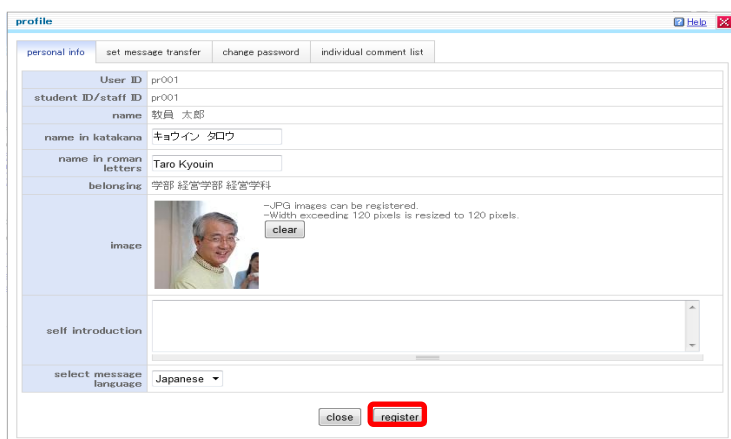 profile
Help
personal info set message transfer change password individual comment list
User ID pr001
student ID/staff ID pr001
name 教員 太郎
name in katakana キョウイン タロウ
name in roman
letters Taro Kyouin
belonging 学部 経営学部 経営学科
image
~JPG images can be registered.
~Width exceeding 120 pixels is resized to 120 pixels.
clear
self introduction
select message
language Japanese
close register